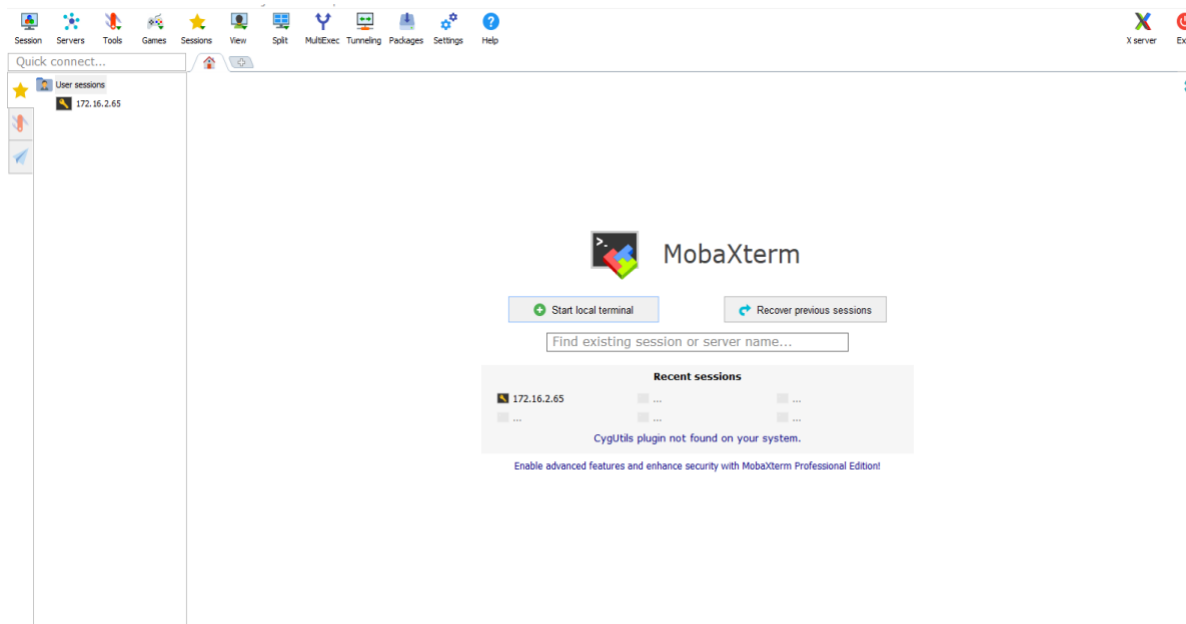 Session Servers Tools Games Sessions View Split MultiExec Tunneling Packages Settings Help X server
Quick connect...
User sessions
172.16.2.65
>_
MobaXterm
Start local terminal Recover previous sessions
Find existing session or server name...
Recent sessions
172.16.2.65 ... ...
... ... ...
CygUtils plugin not found on your system.
Enable advanced features and enhance security with MobaXterm Professional Edition!